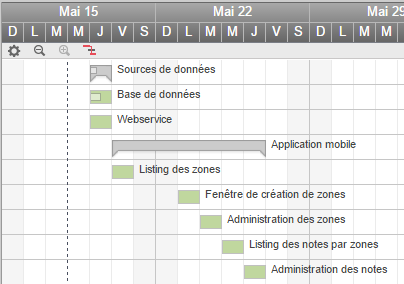 Mai 15 Mai 22 Mai 29
D L M M J V S D L M M J V S D L M M
Sources de données
Base de données
Webservice
Application mobile
Listing des zones
Fenêtre de création de zones
Administration des zones
Listing des notes par zones
Administration des notes